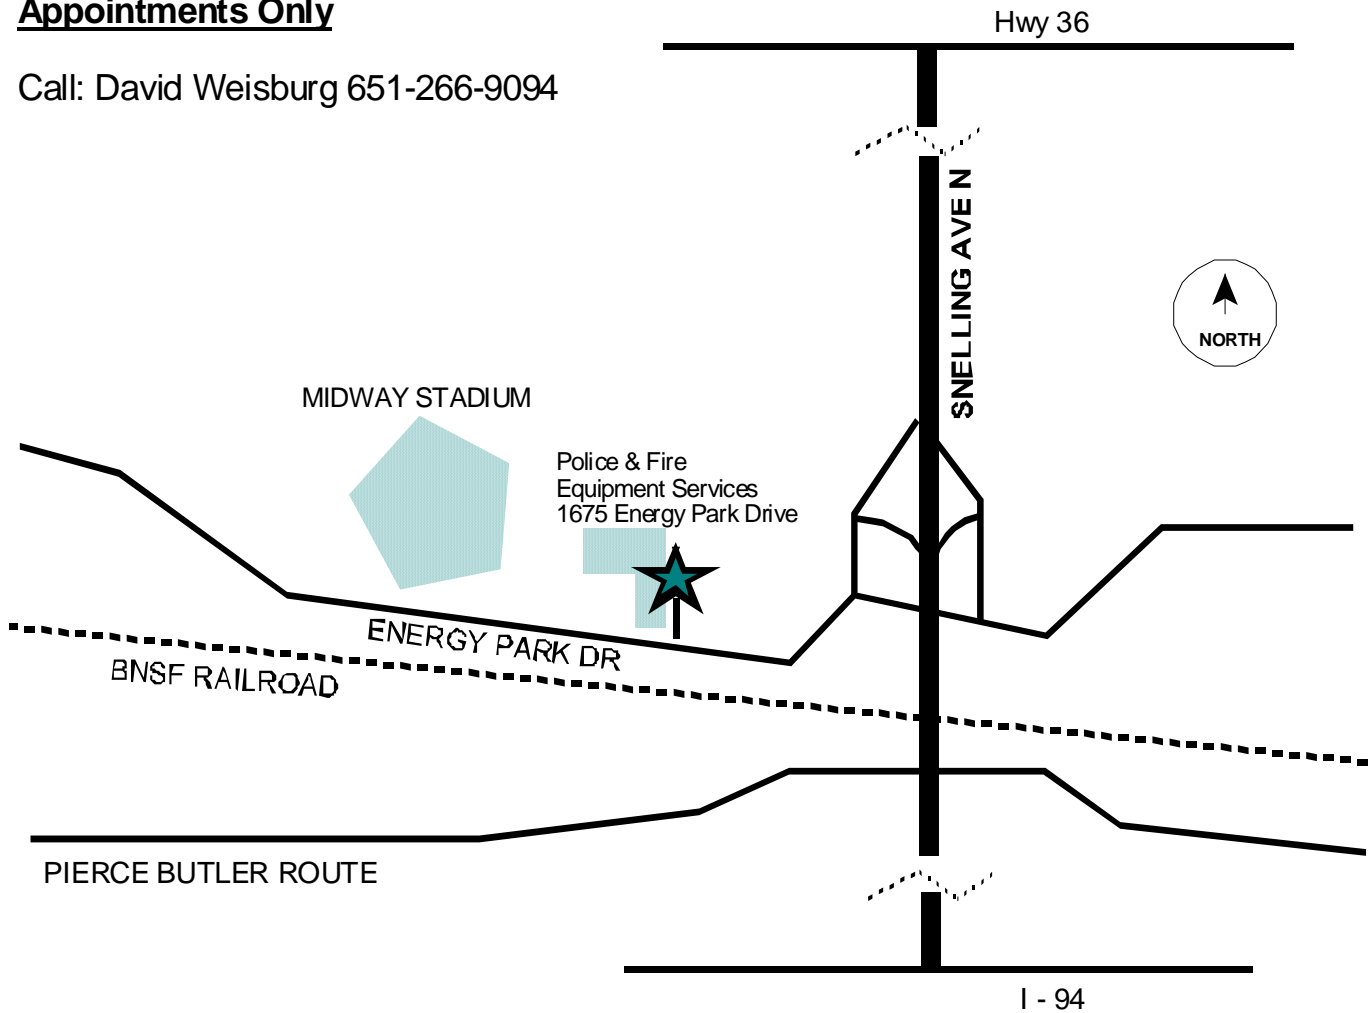 Appointments Only
Call: David Weisburg 651-266-9094
Hwy 36
SNELLING AVE N
NORTH
MIDWAY STADIUM
Police & Fire
Equipment Services
1675 Energy Park Drive
ENERGY PARK DR
BNSF RAILROAD
PIERCE BUTLER ROUTE
I - 94